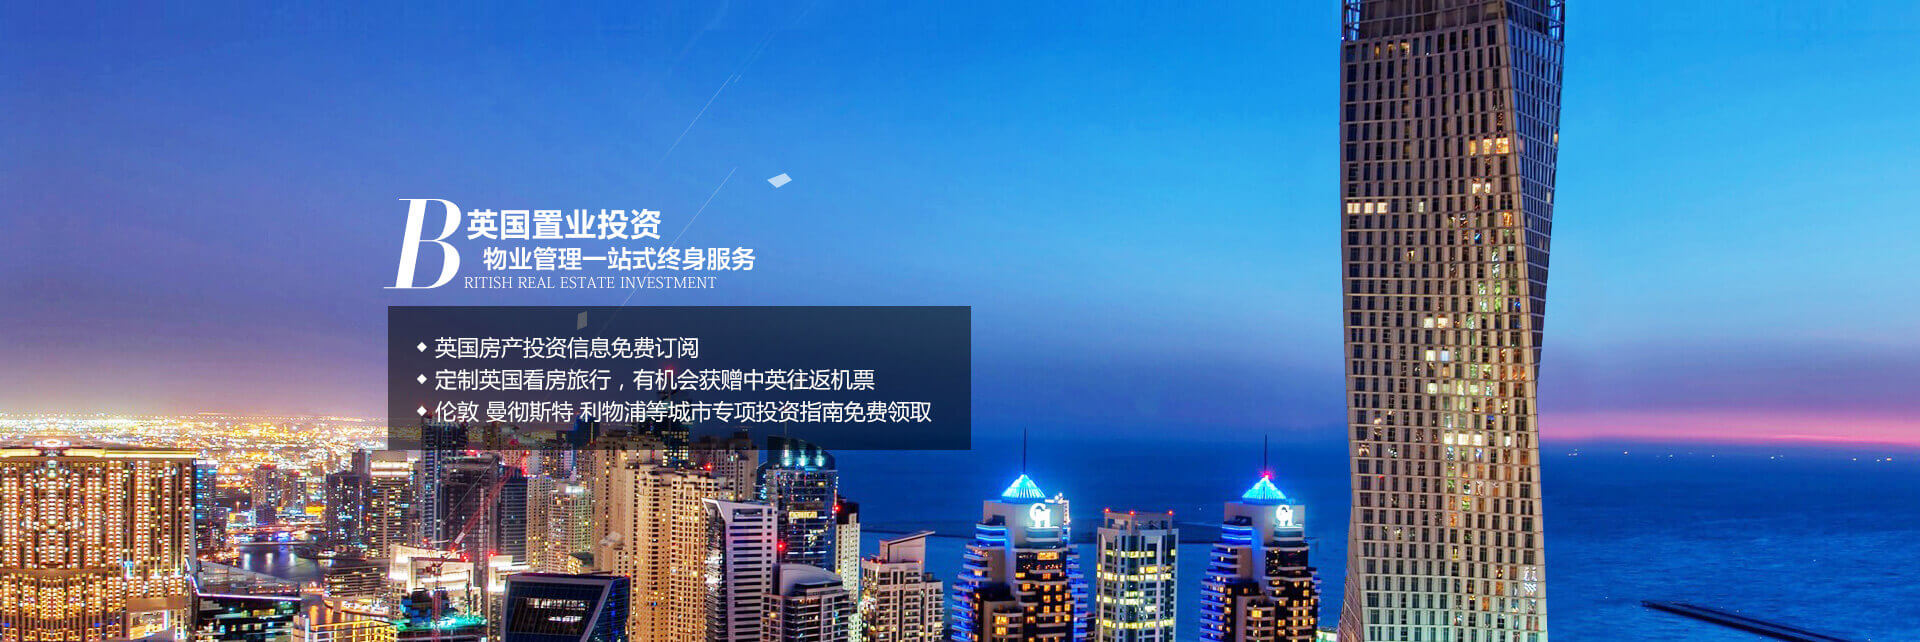 英国置业投资
物业管理一站式终身服务
BRITISH REAL ESTATE INVESTMENT
英国房产投资信息免费订阅
定制英国看房旅行，有机会获赠中英往返机票
伦敦 曼彻斯特 利物浦等城市专项投资指南免费领取